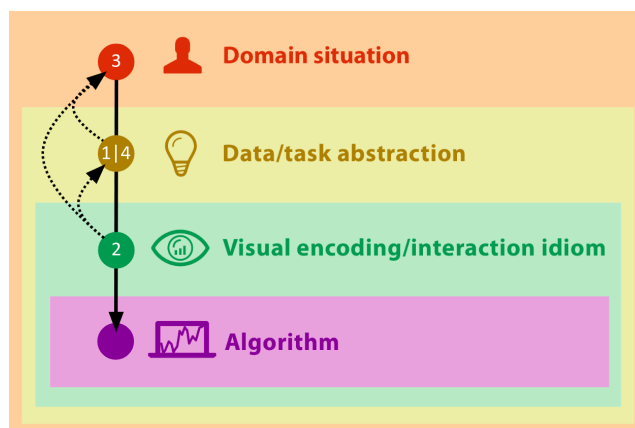 3 Domain situation
1|4 Data/task abstraction
2 Visual encoding/interaction idiom
Algorithm